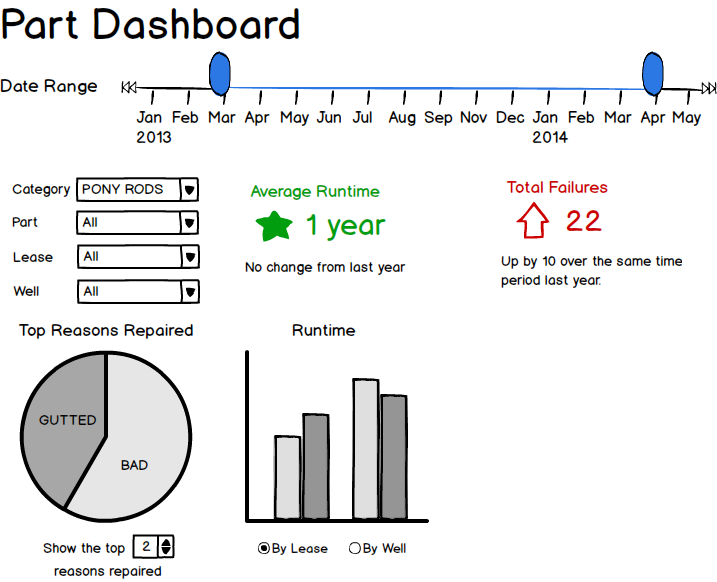 Part Dashboard
Date Range
Jan Feb Mar Apr May Jun Jul Aug Sep Nov Dec Jan Feb Mar Apr May
2013 2014
Category PONY RODS
Part All
Lease All
Well All
Average Runtime
1 year
No change from last year
Total Failures
22
Up by 10 over the same time
period last year.
Top Reasons Repaired
GUTTED
BAD
Show the top 2
reasons repaired
Runtime
By Lease By Well